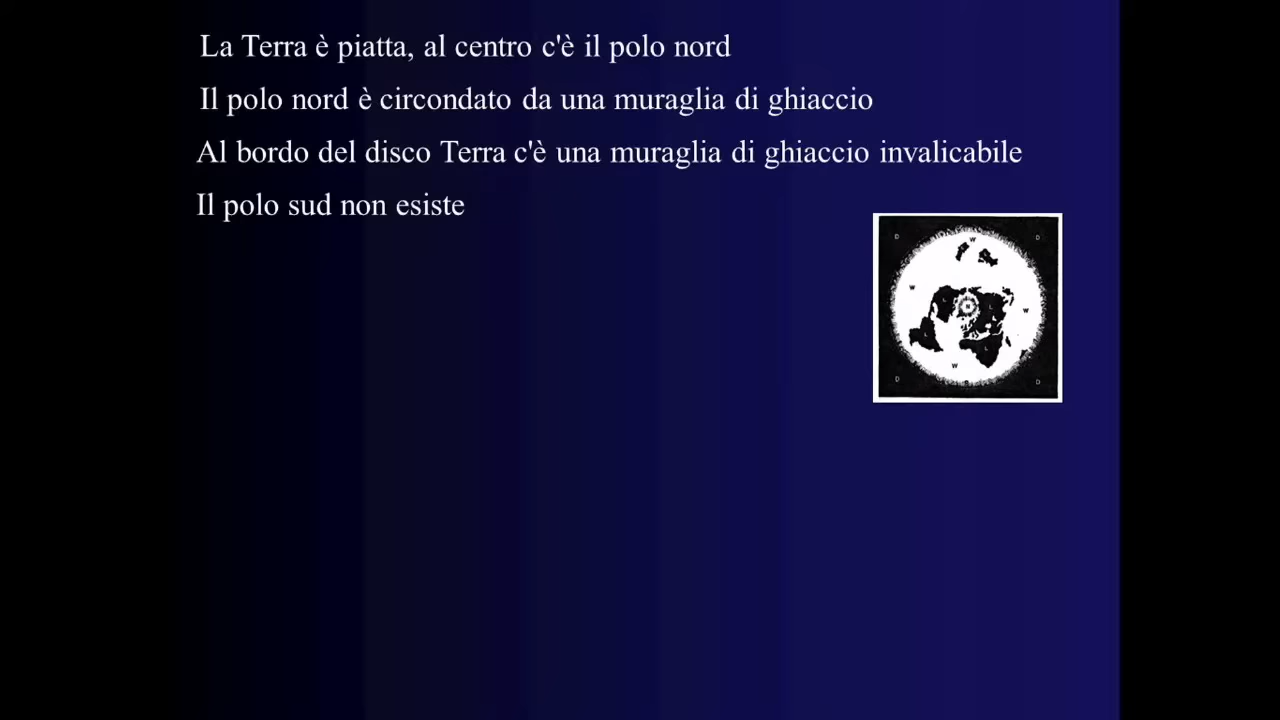 La Terra è piatta, al centro c'è il polo nord
Il polo nord è circondato da una muraglia di ghiaccio
Al bordo del disco Terra c'è una muraglia di ghiaccio invalicabile
Il polo sud non esiste
D
D
W
W
W
W
D
D